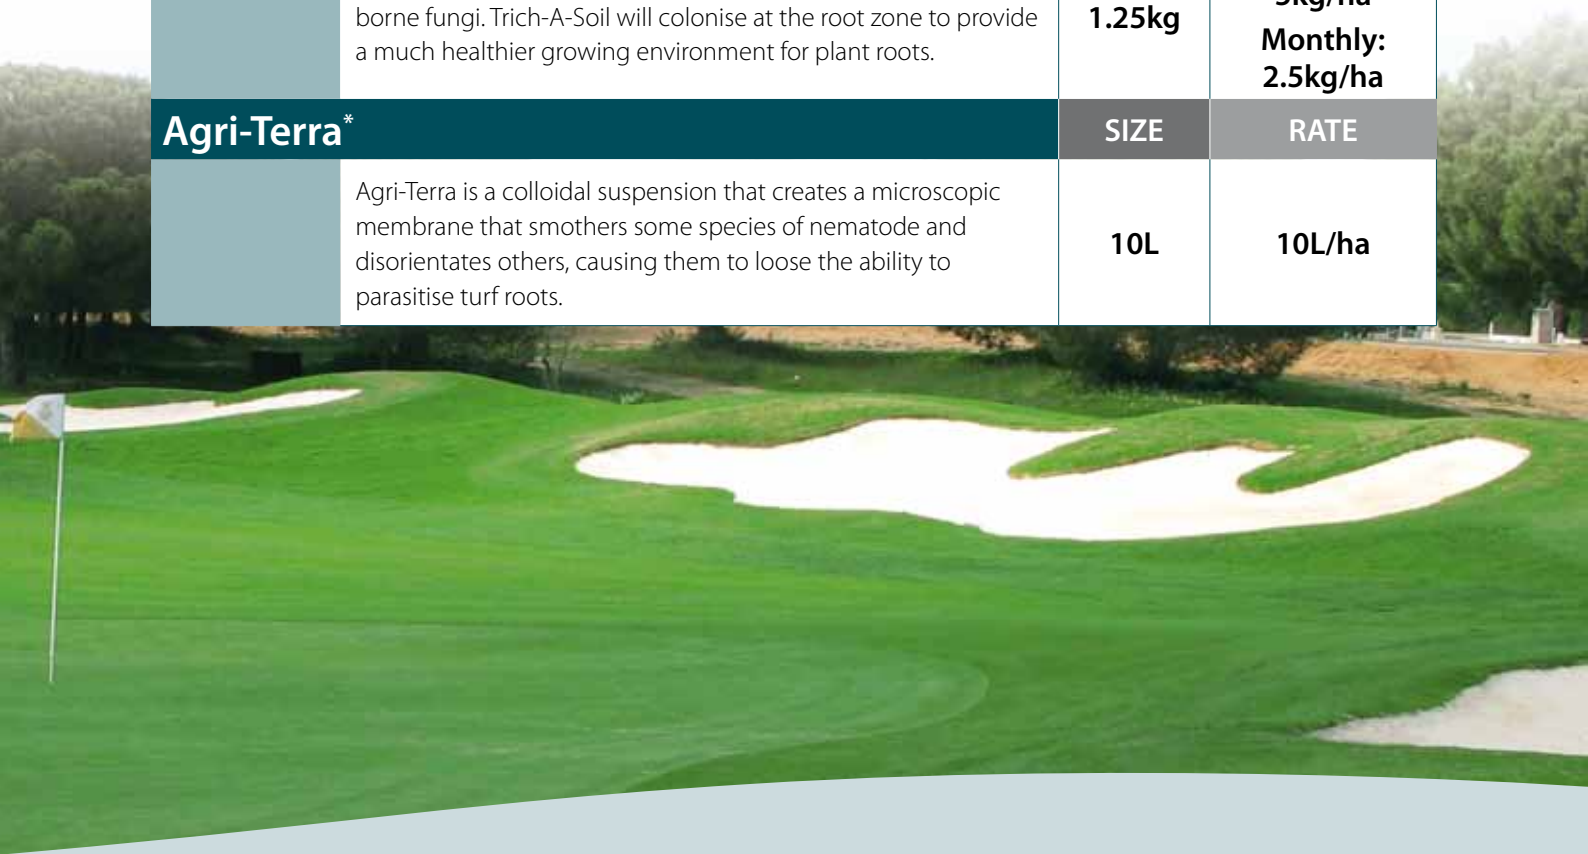 borne fungi. Trich-A-Soil will colonise at the root zone to provide
a much healthier growing environment for plant roots.
1.25kg
Monthly:
2.5kg/ha
Agri-Terra*
SIZE
RATE
Agri-Terra is a colloidal suspension that creates a microscopic
membrane that smothers some species of nematode and
disorientates others, causing them to loose the ability to
parasitise turf roots.
10L
10L/ha